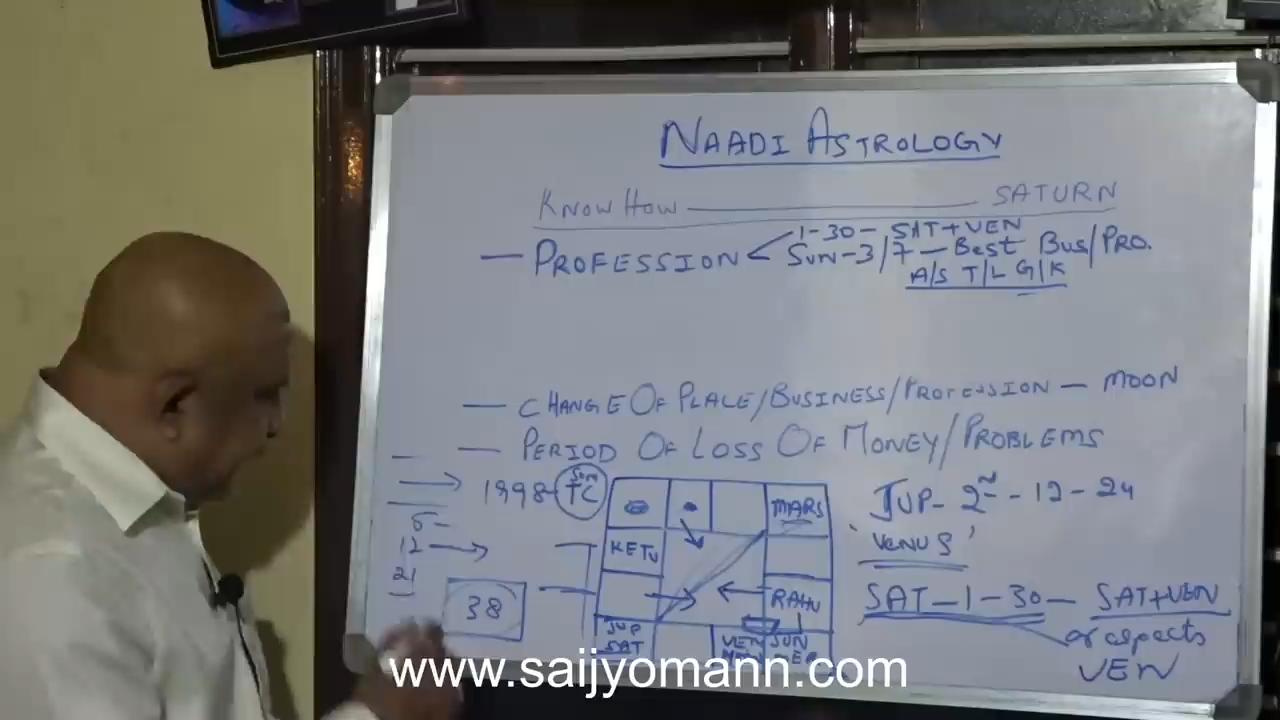 NAADI ASTROLOGY
KNOW HOW ——————— SATURN
— PROFESSION < 1-30 - SAT+VEN
SUN-3/7 — BEST BUS/PRO.
A/S T/L G/K
— CHANGE OF PLACE/BUSINESS/PROFESSION — MOON
— PERIOD OF LOSS OF MONEY/PROBLEMS
1998- TC
SUN
12
21
38
MARS
KETU
RAHU
JUP
SAT
VEN
SUN
JUP - 2nd - 12 - 24
'VENUS'
SAT - 1 - 30 — SAT+VEN
or aspects
VEN
www.saijyomann.com